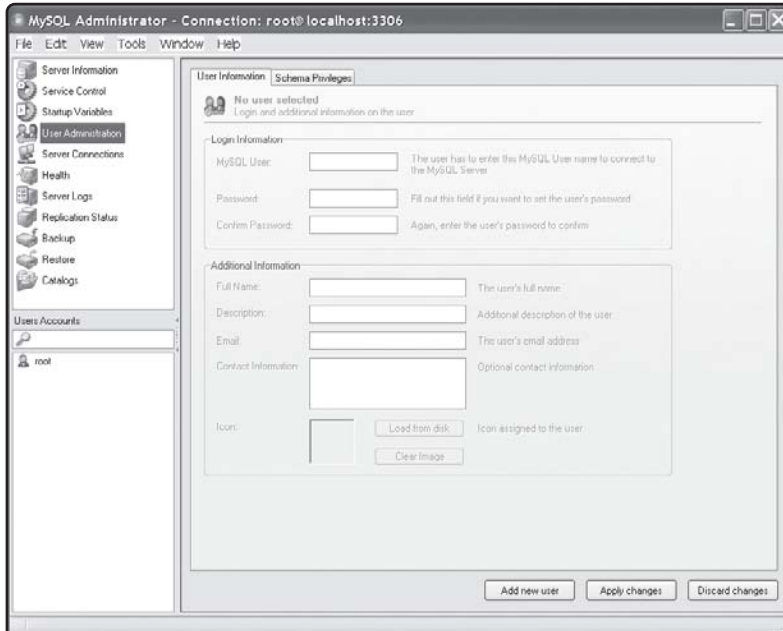 MySQL Administrator - Connection: root@localhost:3306
File Edit View Tools Window Help
Server Information
Service Control
Startup Variables
User Administration
Server Connections
Health
Server Logs
Replication Status
Backup
Restore
Catalogs
Users Accounts
root
User Information Schema Privileges
No user selected
Login and additional information on the user
Login Information
MySQL User: The user has to enter this MySQL User name to connect to
the MySQL Server
Password: Fill out this field if you want to set the user's password
Confirm Password: Again, enter the user's password to confirm
Additional Information
Full Name: The user's full name
Description: Additional description of the user
Email: The user's email address
Contact Information: Optional contact information
Icon: Load from disk Icon assigned to the user
Clear Image
Add new user Apply changes Discard changes